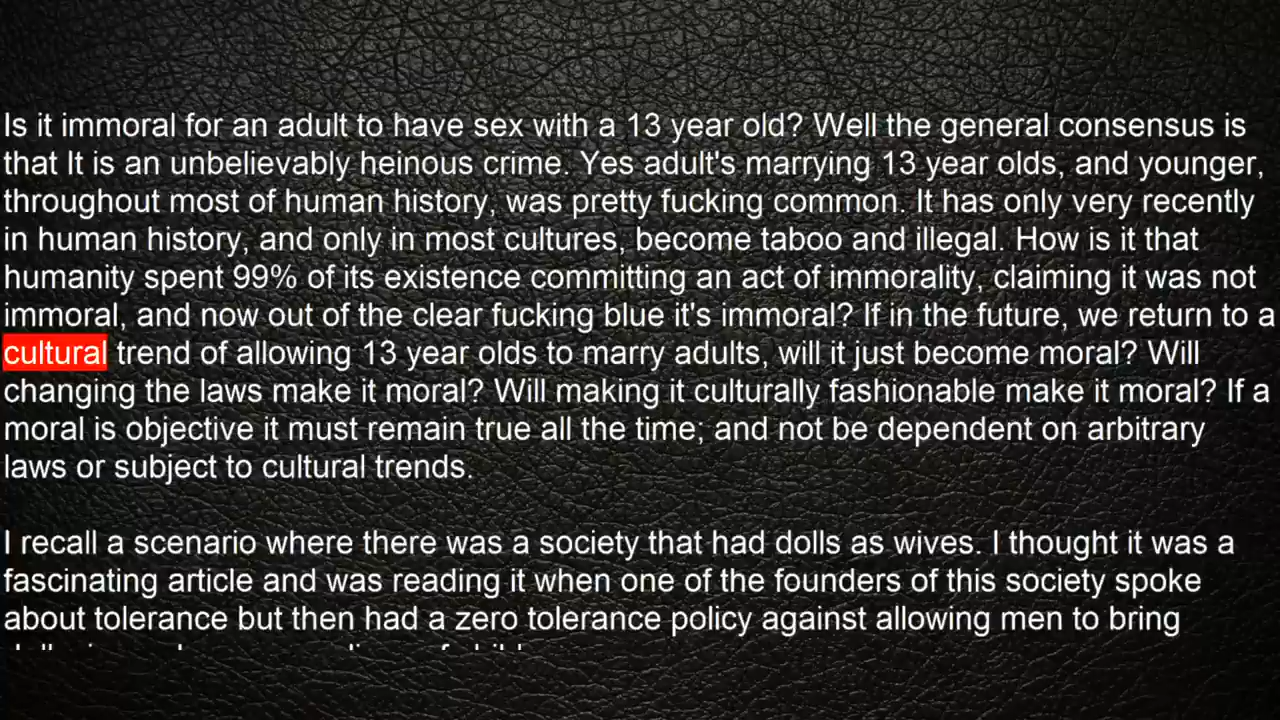 Is it immoral for an adult to have sex with a 13 year old? Well the general consensus is
that It is an unbelievably heinous crime. Yes adult's marrying 13 year olds, and younger,
throughout most of human history, was pretty fucking common. It has only very recently
in human history, and only in most cultures, become taboo and illegal. How is it that
humanity spent 99% of its existence committing an act of immorality, claiming it was not
immoral, and now out of the clear fucking blue it's immoral? If in the future, we return to a
cultural trend of allowing 13 year olds to marry adults, will it just become moral? Will
changing the laws make it moral? Will making it culturally fashionable make it moral? If a
moral is objective it must remain true all the time; and not be dependent on arbitrary
laws or subject to cultural trends.
I recall a scenario where there was a society that had dolls as wives. I thought it was a
fascinating article and was reading it when one of the founders of this society spoke
about tolerance but then had a zero tolerance policy against allowing men to bring